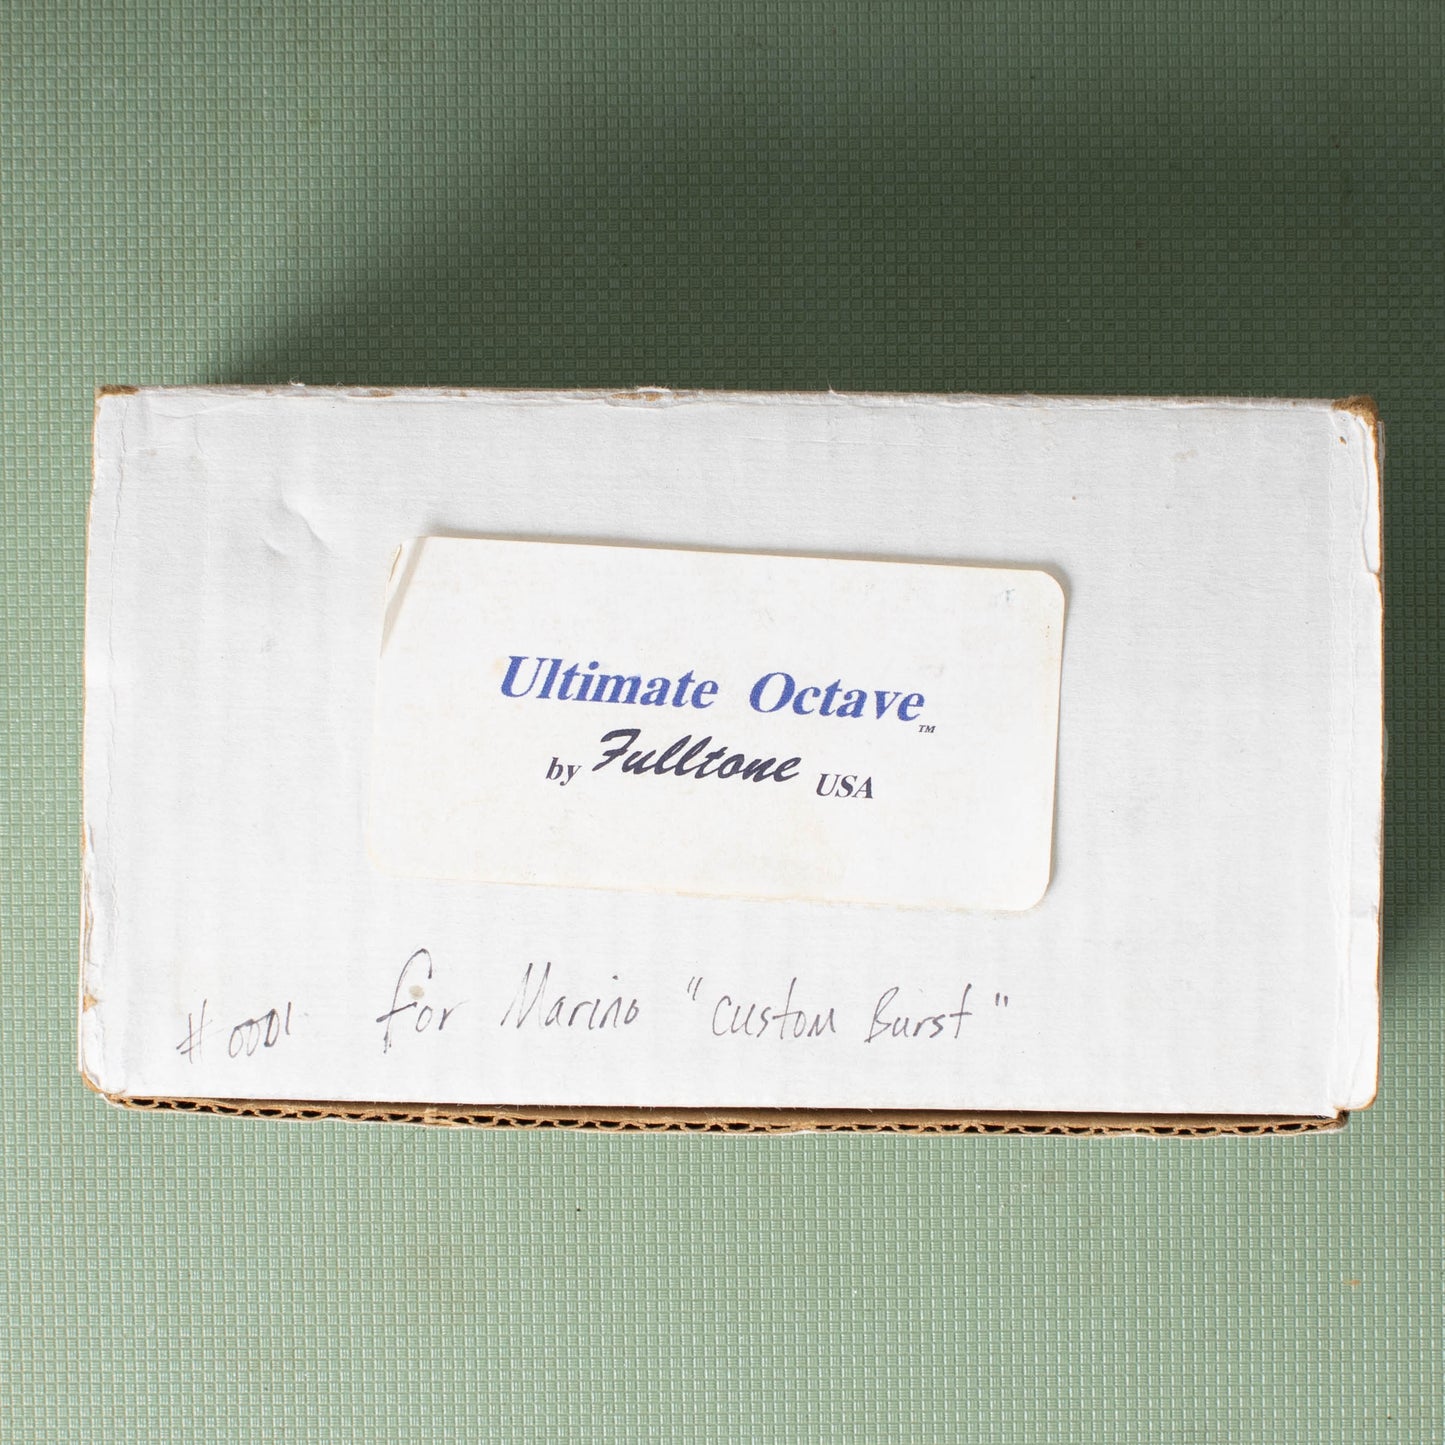 Ultimate Octave™
by Fulltone USA
#0001 for Marino "custom Burst"